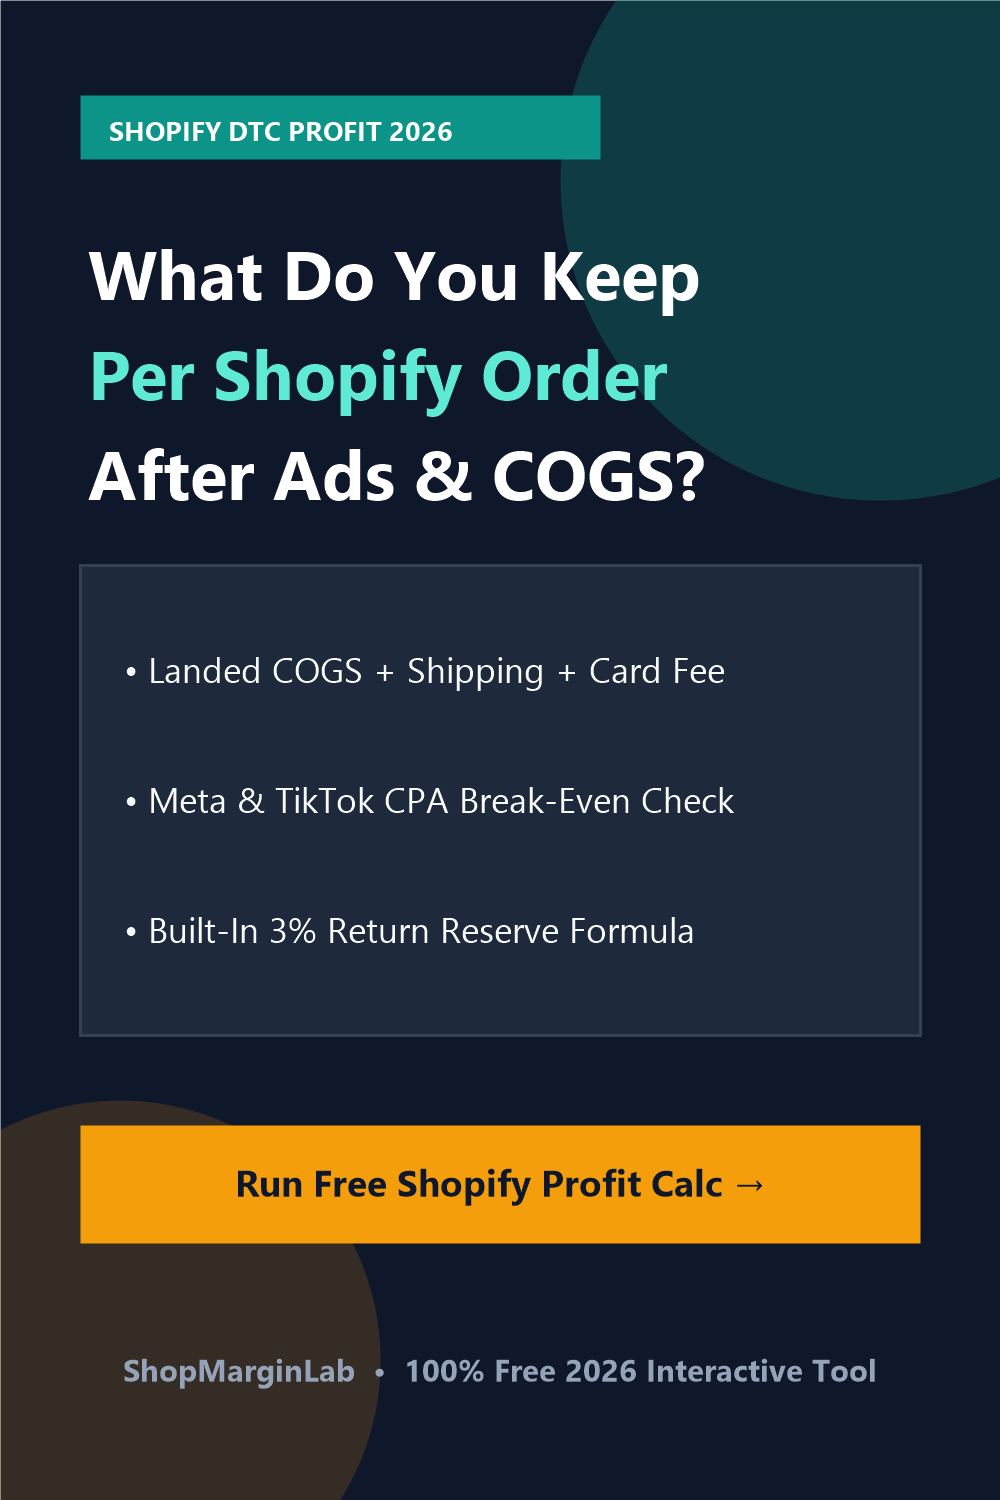 SHOPIFY DTC PROFIT 2026
What Do You Keep
Per Shopify Order
After Ads & COGS?
• Landed COGS + Shipping + Card Fee
• Meta & TikTok CPA Break-Even Check
• Built-In 3% Return Reserve Formula
Run Free Shopify Profit Calc →
ShopMarginLab • 100% Free 2026 Interactive Tool